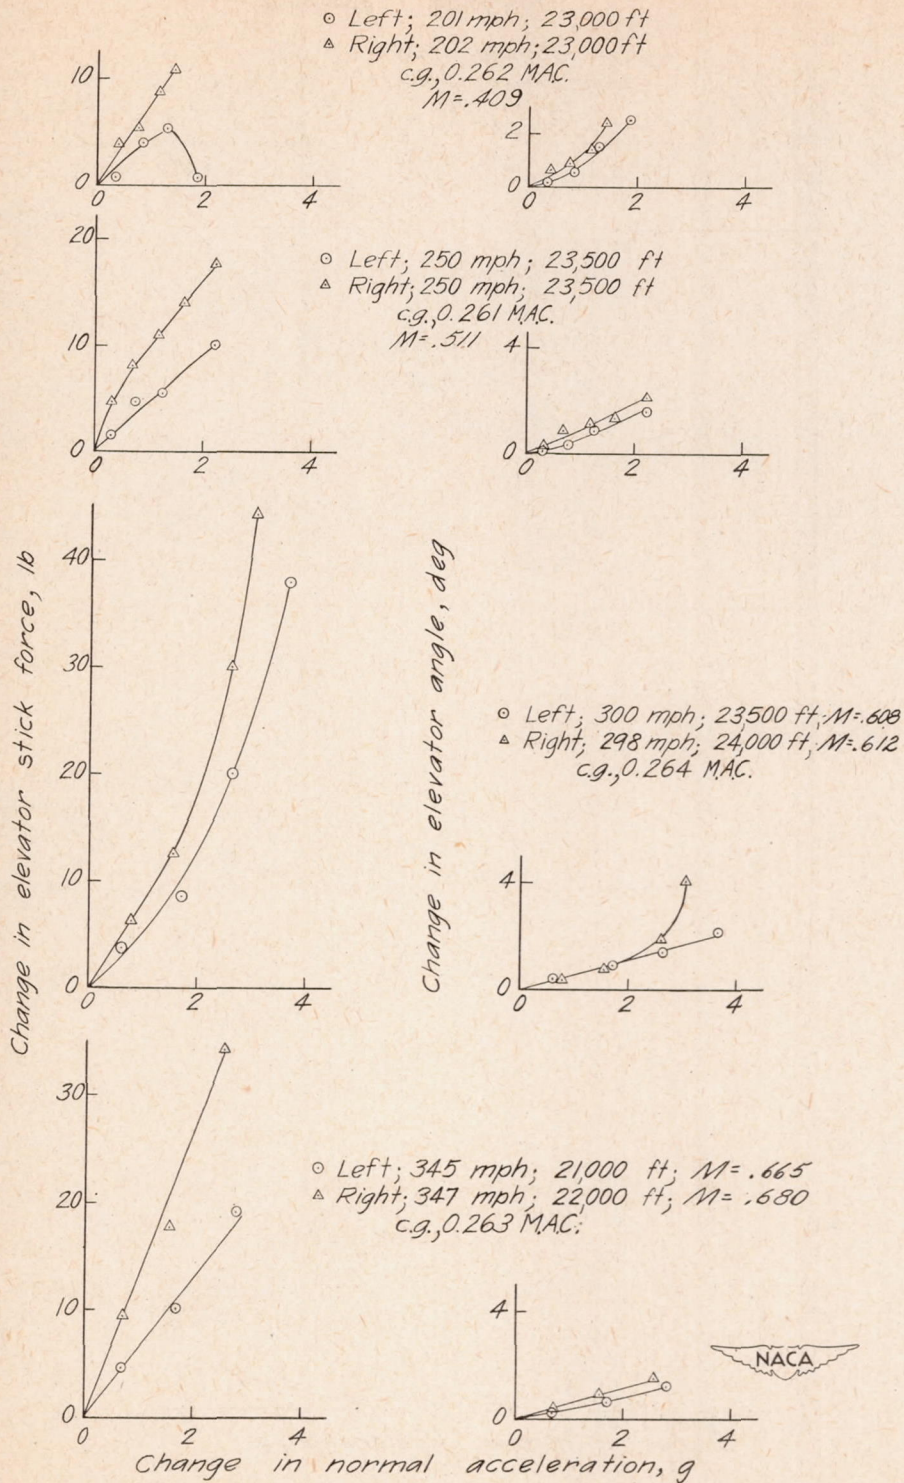 ⊙ Left; 201 mph; 23,000 ft
△ Right; 202 mph; 23,000 ft
c.g., 0.262 M.A.C.
M=.409
10
0
0 2 4
2
0
0 2 4
⊙ Left; 250 mph; 23,500 ft
△ Right; 250 mph; 23,500 ft
c.g., 0.261 M.A.C.
M=.511
20
10
0
0 2 4
4
0
0 2 4
Change in elevator stick force, lb
40
30
20
10
0
0 2 4
Change in elevator angle, deg
⊙ Left; 300 mph; 23,500 ft; M=.608
△ Right; 298 mph; 24,000 ft; M=.612
c.g., 0.264 M.A.C.
4
0
0 2 4
30
20
10
0
0 2 4
⊙ Left; 345 mph; 21,000 ft; M=.665
△ Right; 347 mph; 22,000 ft; M=.680
c.g., 0.263 M.A.C.
4
0
0 2 4
NACA
Change in normal acceleration, g